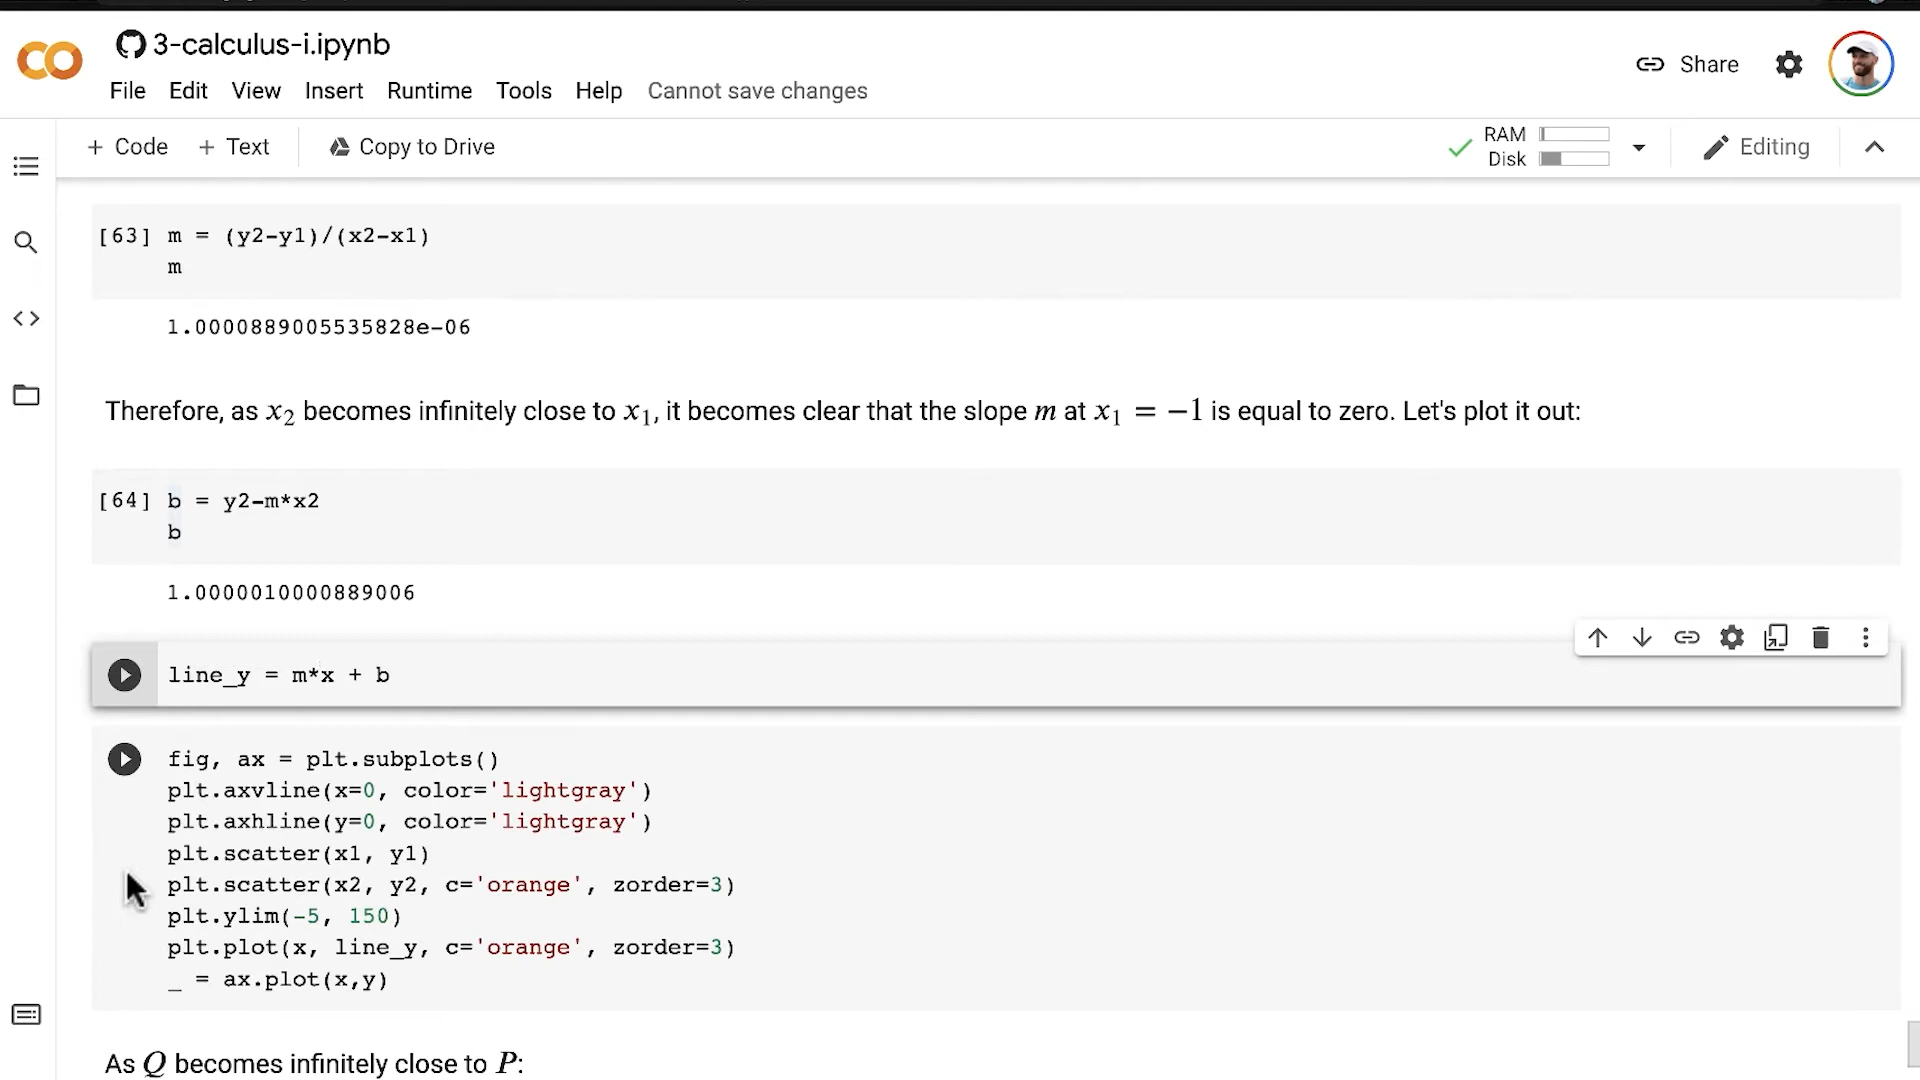 3-calculus-i.ipynb
Share
File Edit View Insert Runtime Tools Help Cannot save changes
+ Code + Text Copy to Drive
RAM
Disk
Editing
[63] m = (y2-y1)/(x2-x1)
m
1.0000889005535828e-06
Therefore, as x₂ becomes infinitely close to x₁, it becomes clear that the slope m at x₁ = −1 is equal to zero. Let's plot it out:
[64] b = y2-m*x2
b
1.0000010000889006
line_y = m*x + b
fig, ax = plt.subplots()
plt.axvline(x=0, color='lightgray')
plt.axhline(y=0, color='lightgray')
plt.scatter(x1, y1)
plt.scatter(x2, y2, c='orange', zorder=3)
plt.ylim(-5, 150)
plt.plot(x, line_y, c='orange', zorder=3)
_ = ax.plot(x,y)
As Q becomes infinitely close to P: